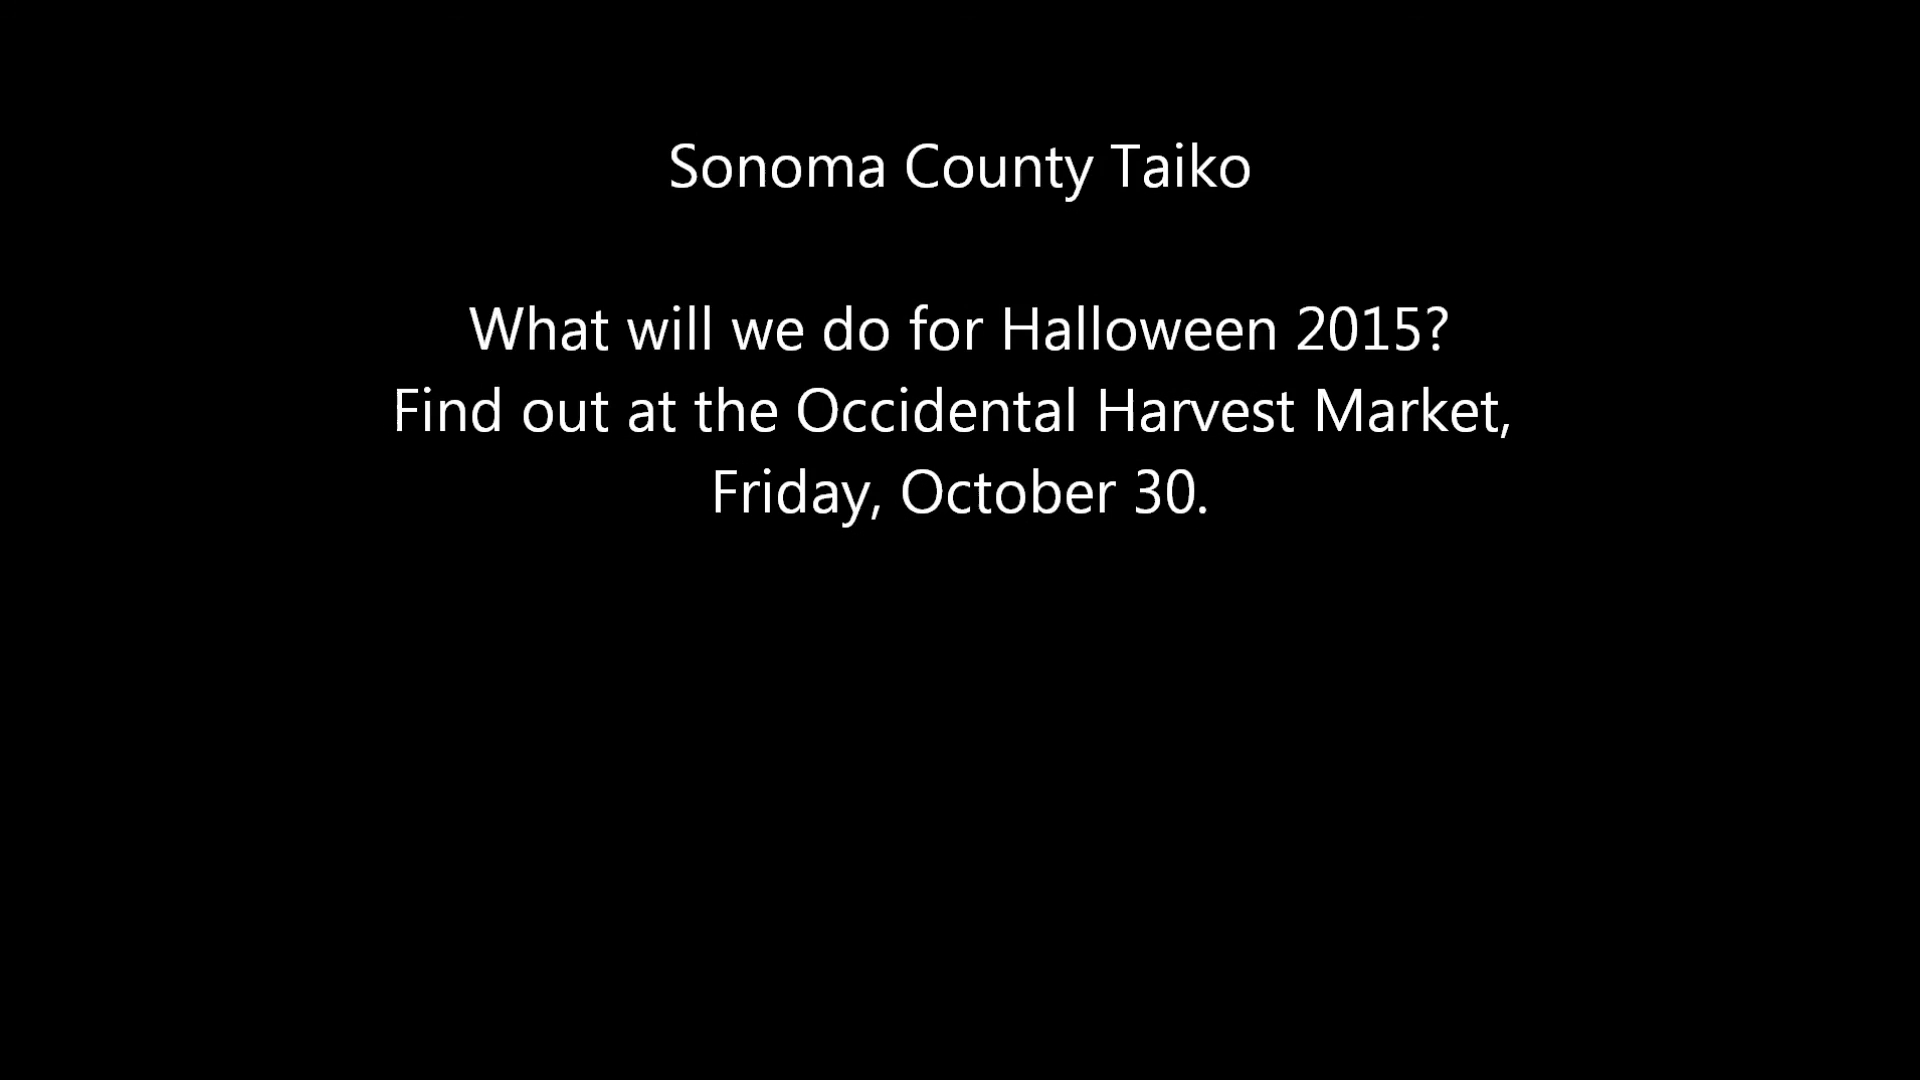 Sonoma County Taiko
What will we do for Halloween 2015?
Find out at the Occidental Harvest Market,
Friday, October 30.